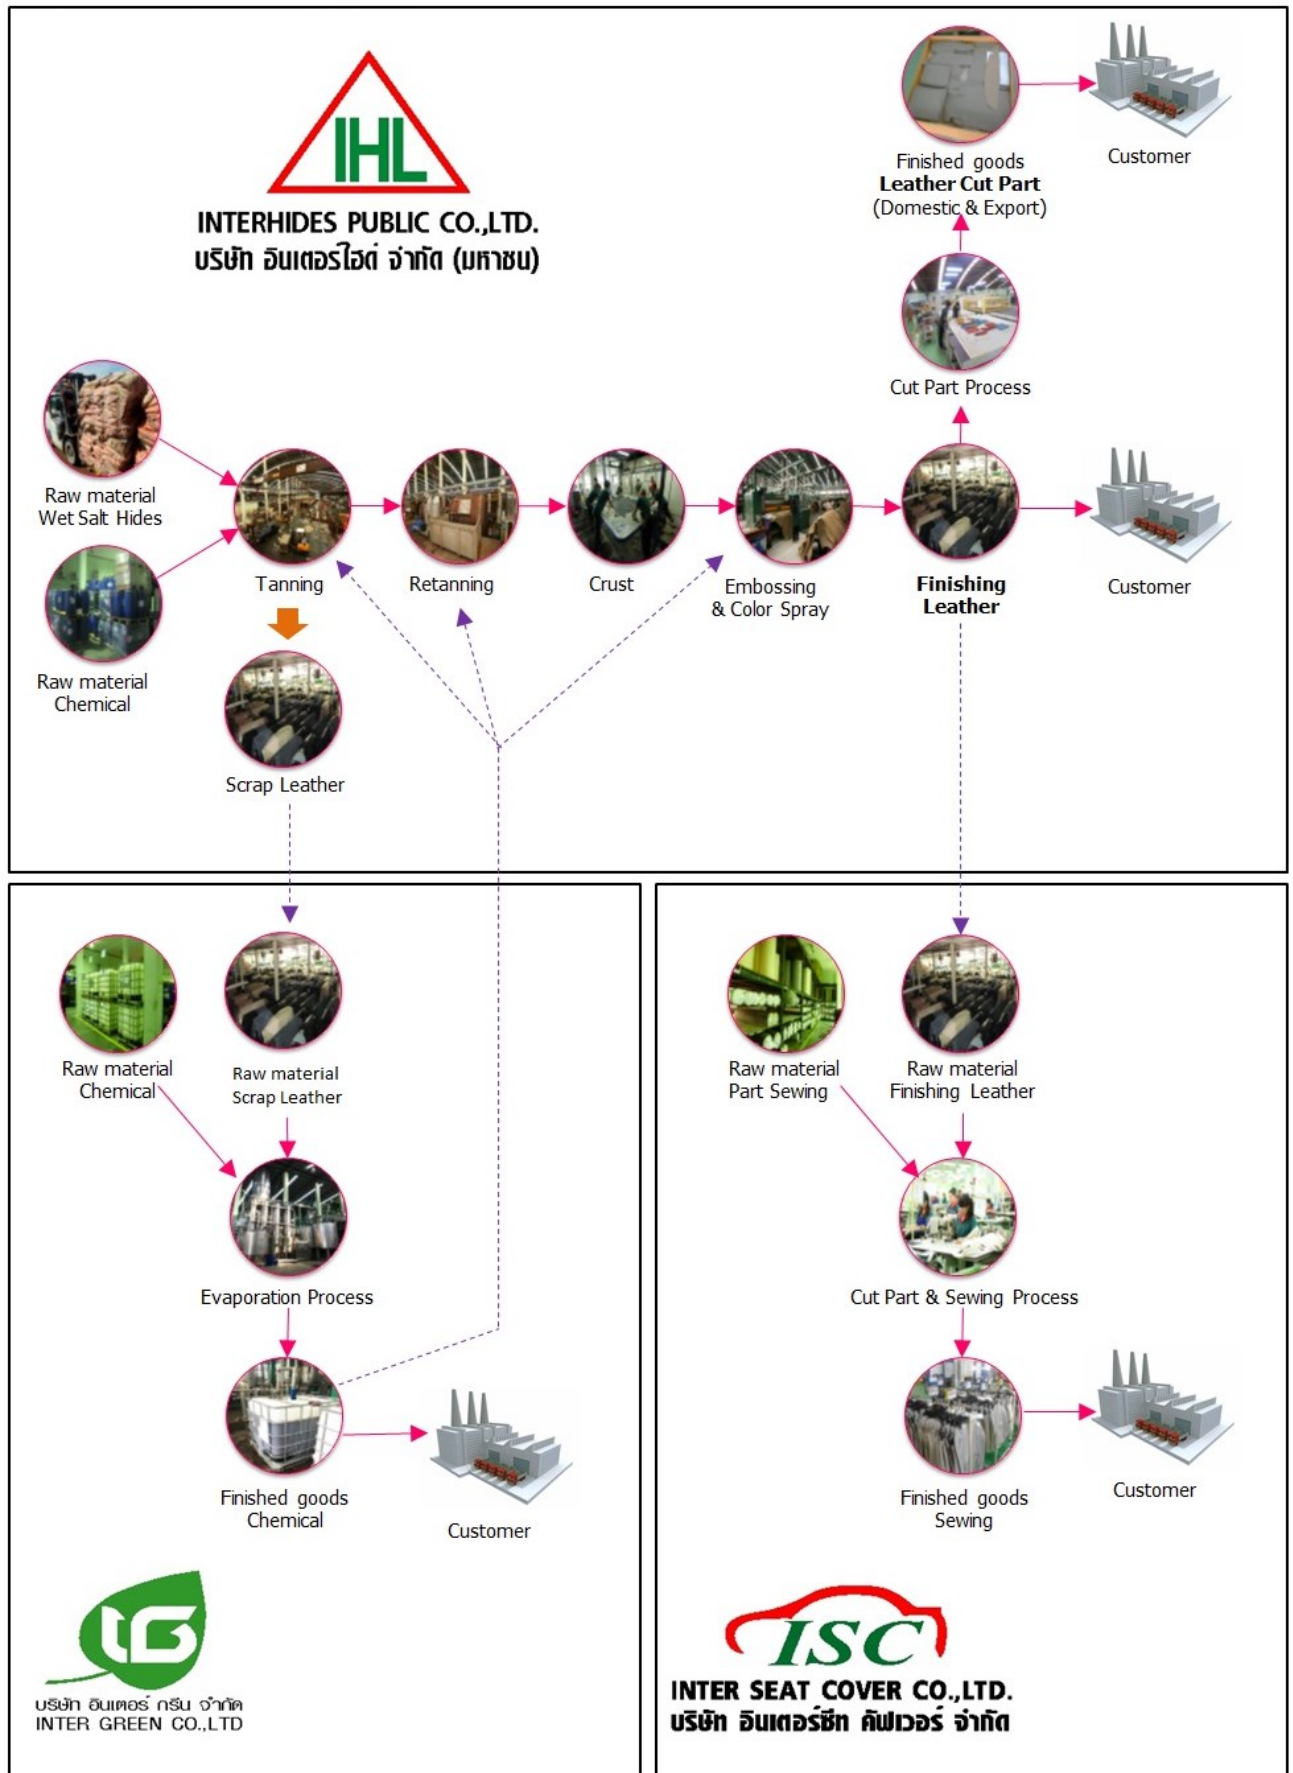 IHL
INTERHIDES PUBLIC CO.,LTD.
บริษัท อินเตอร์ไฮด์ จำกัด (มหาชน)
Finished goods
Leather Cut Part
(Domestic & Export)
Customer
Cut Part Process
Raw material
Wet Salt Hides
Tanning
Retanning
Crust
Embossing
& Color Spray
Finishing
Leather
Customer
Raw material
Chemical
Scrap Leather
Raw material
Chemical
Raw material
Scrap Leather
Evaporation Process
Finished goods
Chemical
Customer
IG
บริษัท อินเตอร์ กรีน จำกัด
INTER GREEN CO.,LTD
Raw material
Part Sewing
Raw material
Finishing Leather
Cut Part & Sewing Process
Finished goods
Sewing
Customer
ISC
INTER SEAT COVER CO.,LTD.
บริษัท อินเตอร์ซีท คัฟเวอร์ จำกัด